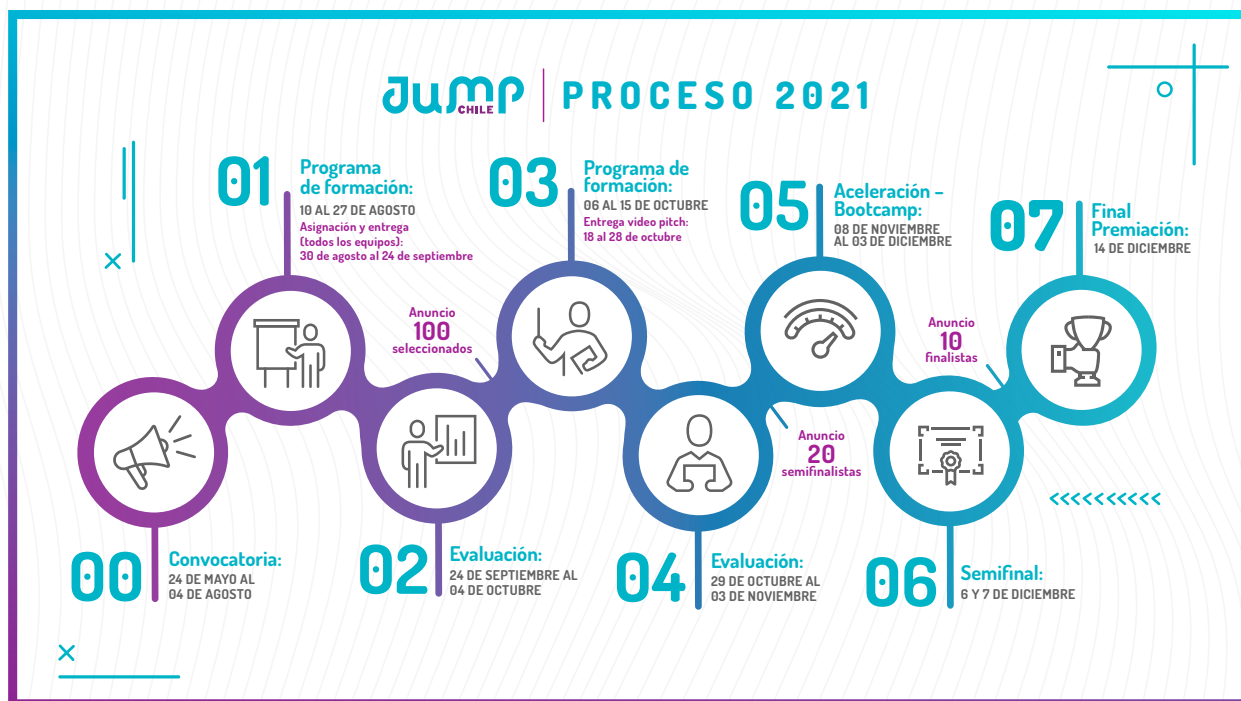 JUMP
CHILE
PROCESO 2021
00
Convocatoria:
24 DE MAYO AL
04 DE AGOSTO
01
Programa
de formación:
10 AL 27 DE AGOSTO
Asignación y entrega
(todos los equipos):
30 de agosto al 24 de septiembre
02
Evaluación:
24 DE SEPTIEMBRE AL
04 DE OCTUBRE
Anuncio
100
seleccionados
03
Programa de
formación:
06 AL 15 DE OCTUBRE
Entrega video pitch:
18 al 28 de octubre
04
Evaluación:
29 DE OCTUBRE AL
03 DE NOVIEMBRE
Anuncio
20
semifinalistas
05
Aceleración –
Bootcamp:
08 DE NOVIEMBRE
AL 03 DE DICIEMBRE
06
Semifinal:
6 Y 7 DE DICIEMBRE
Anuncio
10
finalistas
07
Final
Premiación:
14 DE DICIEMBRE